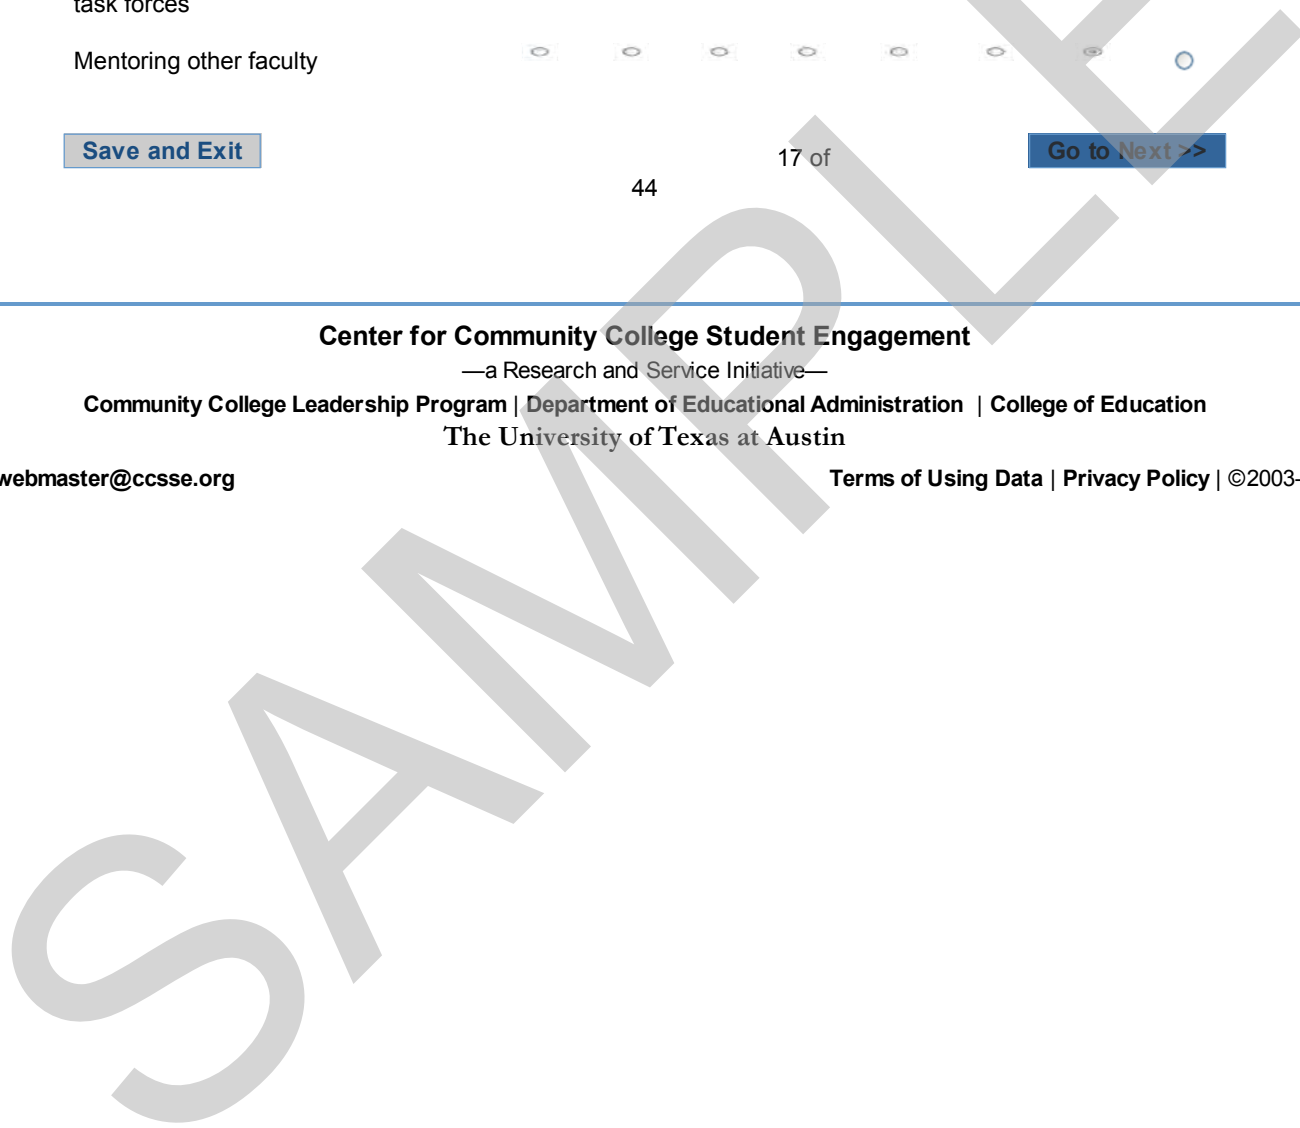 task forces
Mentoring other faculty
Save and Exit
17 of
44
Go to Next >>
Center for Community College Student Engagement
—a Research and Service Initiative—
Community College Leadership Program | Department of Educational Administration | College of Education
The University of Texas at Austin
webmaster@ccsse.org
Terms of Using Data | Privacy Policy | ©2003-
SAMPLE